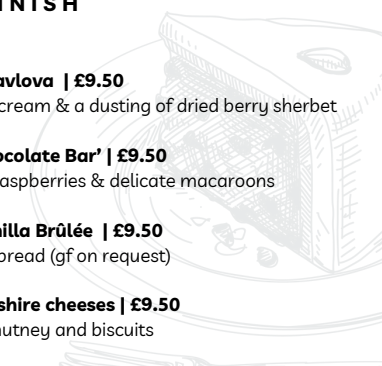 INISH
avlova | £9.50
cream & a dusting of dried berry sherbet
ocolate Bar’ | £9.50
aspberries & delicate macaroons
nilla Brûlée | £9.50
bread (gf on request)
shire cheeses | £9.50
utney and biscuits